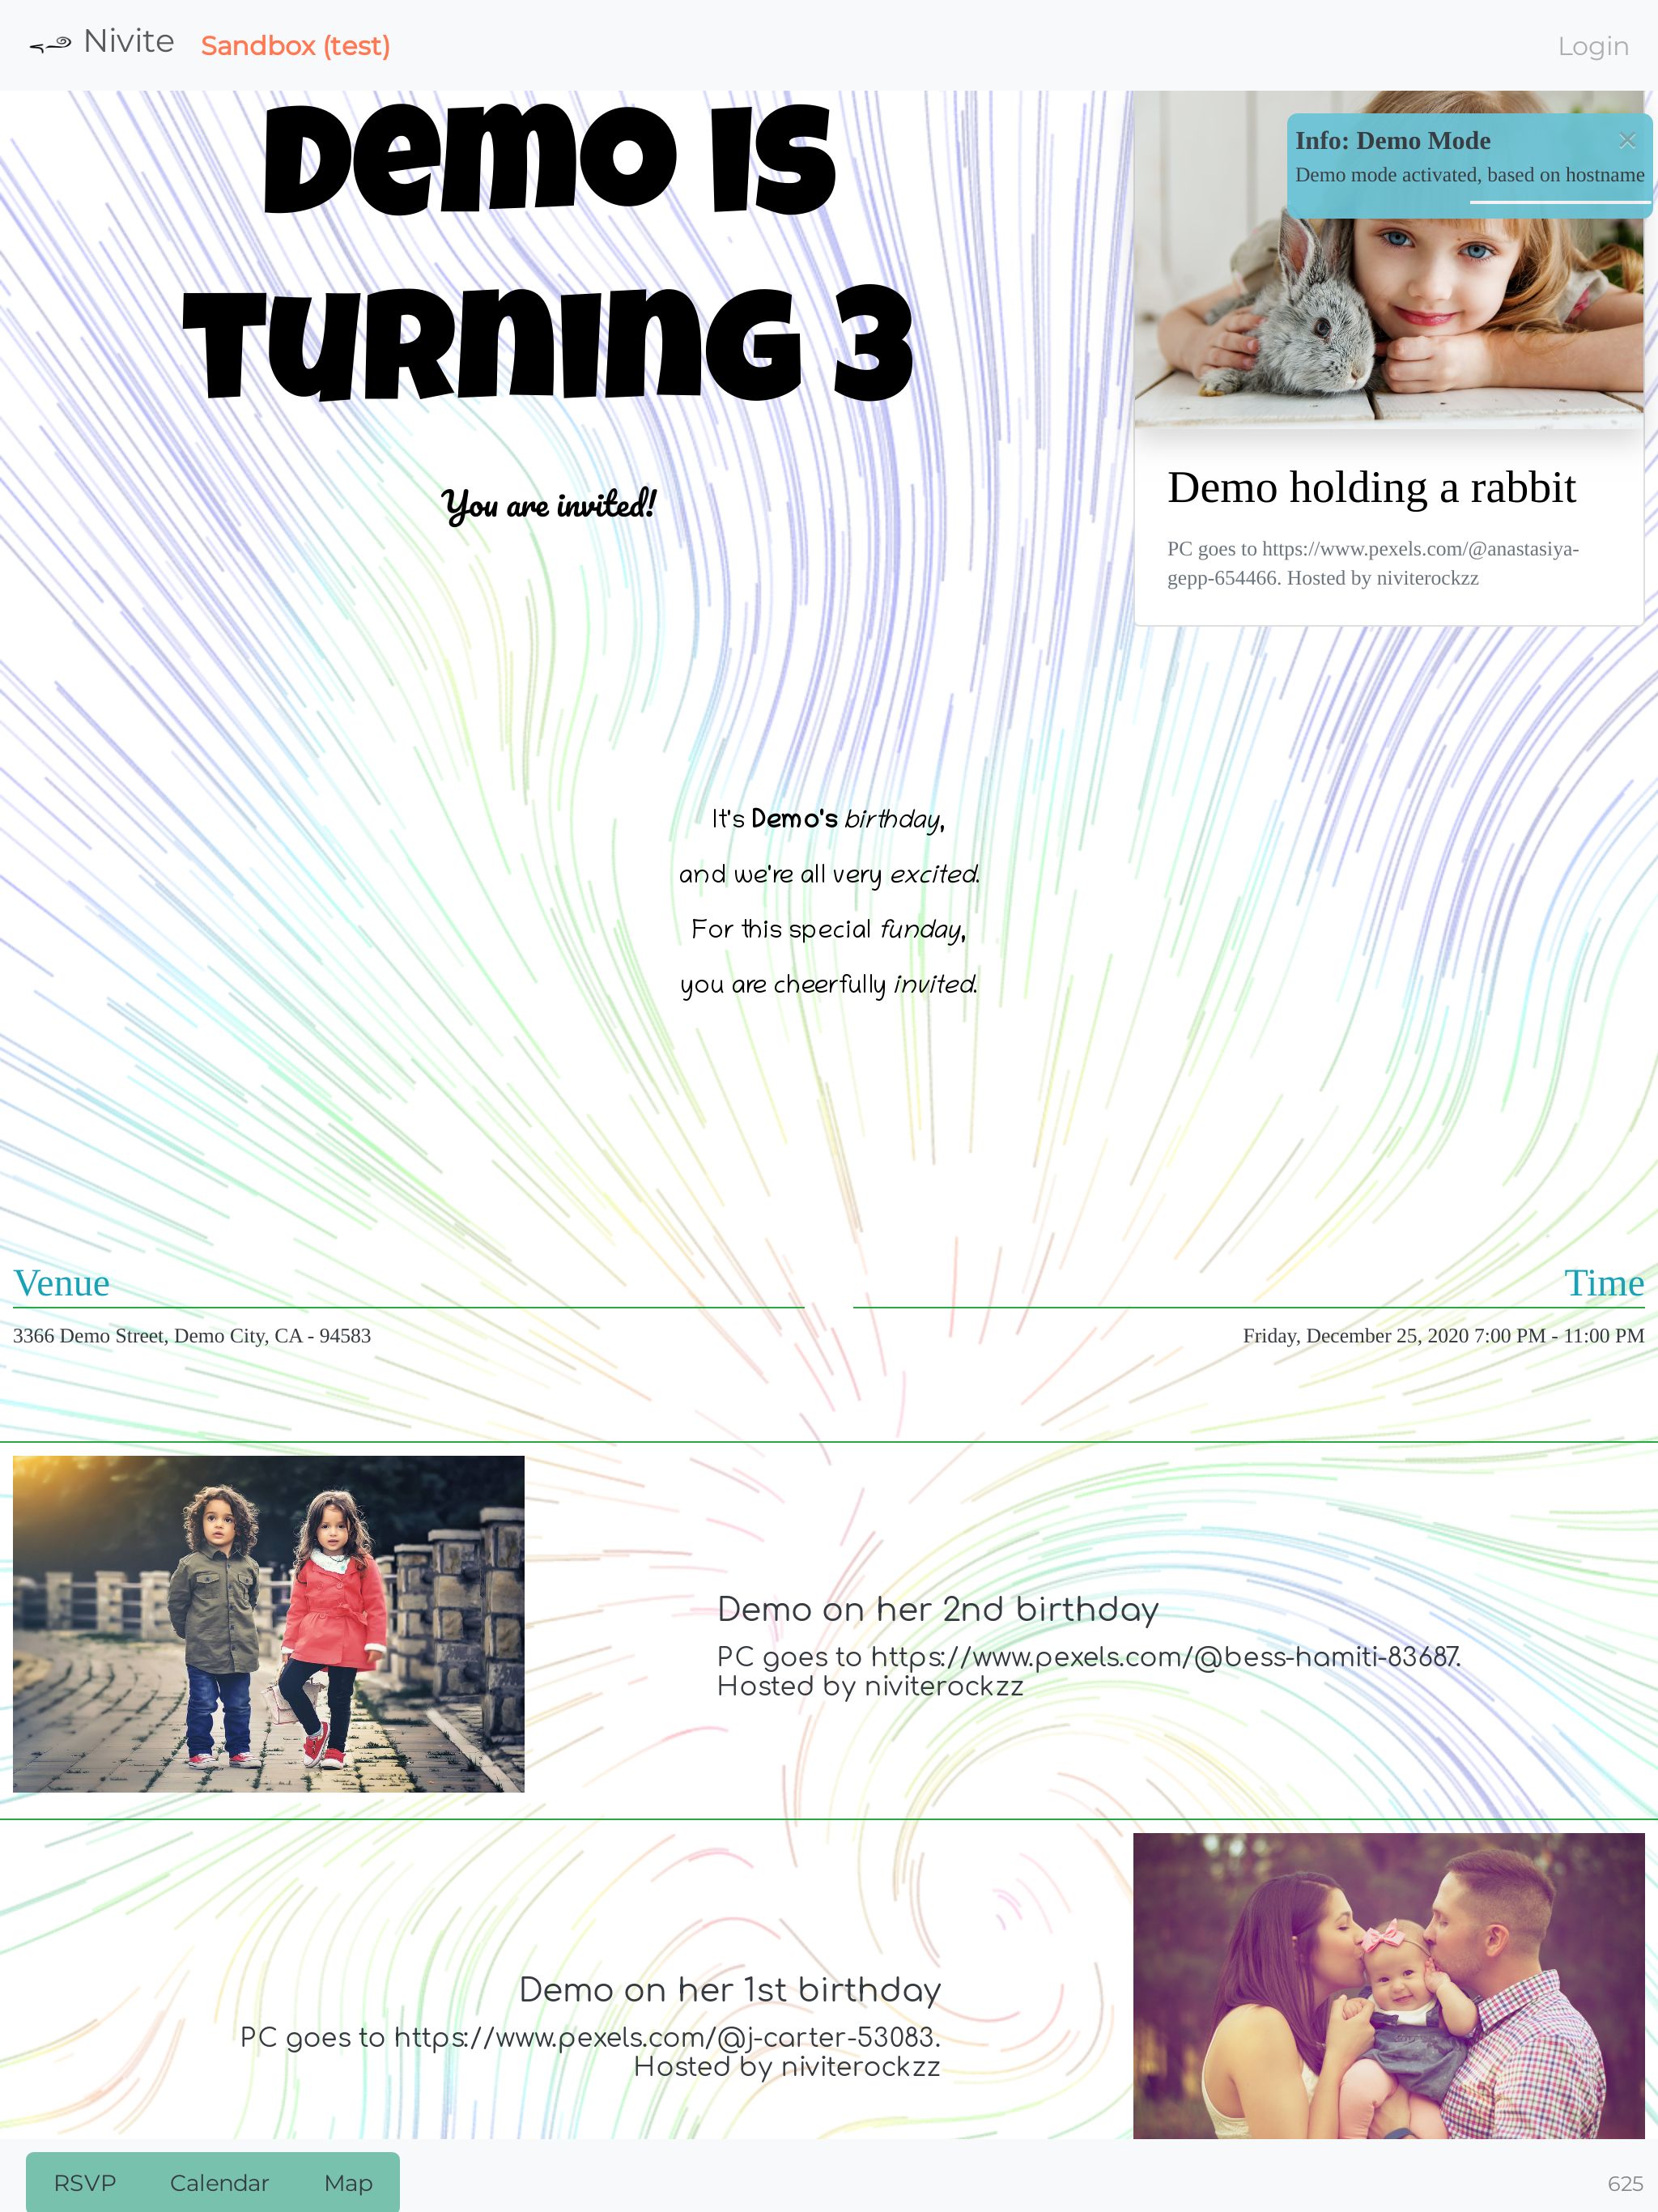 Nivite
Sandbox (test)
Login
Demo is
Turning 3
You are invited!
Info: Demo Mode
×
Demo mode activated, based on hostname
Demo holding a rabbit
PC goes to https://www.pexels.com/@anastasiya-
gepp-654466. Hosted by niviterockzz
It's Demo's birthday,
and we're all very excited.
For this special funday,
you are cheerfully invited.
Venue
3366 Demo Street, Demo City, CA - 94583
Time
Friday, December 25, 2020 7:00 PM - 11:00 PM
Demo on her 2nd birthday
PC goes to https://www.pexels.com/@bess-hamiti-83687.
Hosted by niviterockzz
Demo on her 1st birthday
PC goes to https://www.pexels.com/@j-carter-53083.
Hosted by niviterockzz
RSVP
Calendar
Map
625